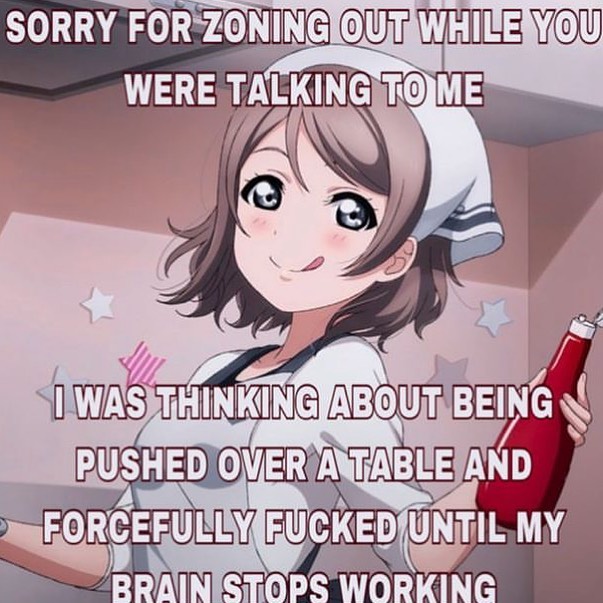 SORRY FOR ZONING OUT WHILE YOU
WERE TALKING TO ME
I WAS THINKING ABOUT BEING
PUSHED OVER A TABLE AND
FORCEFULLY FUCKED UNTIL MY
BRAIN STOPS WORKING